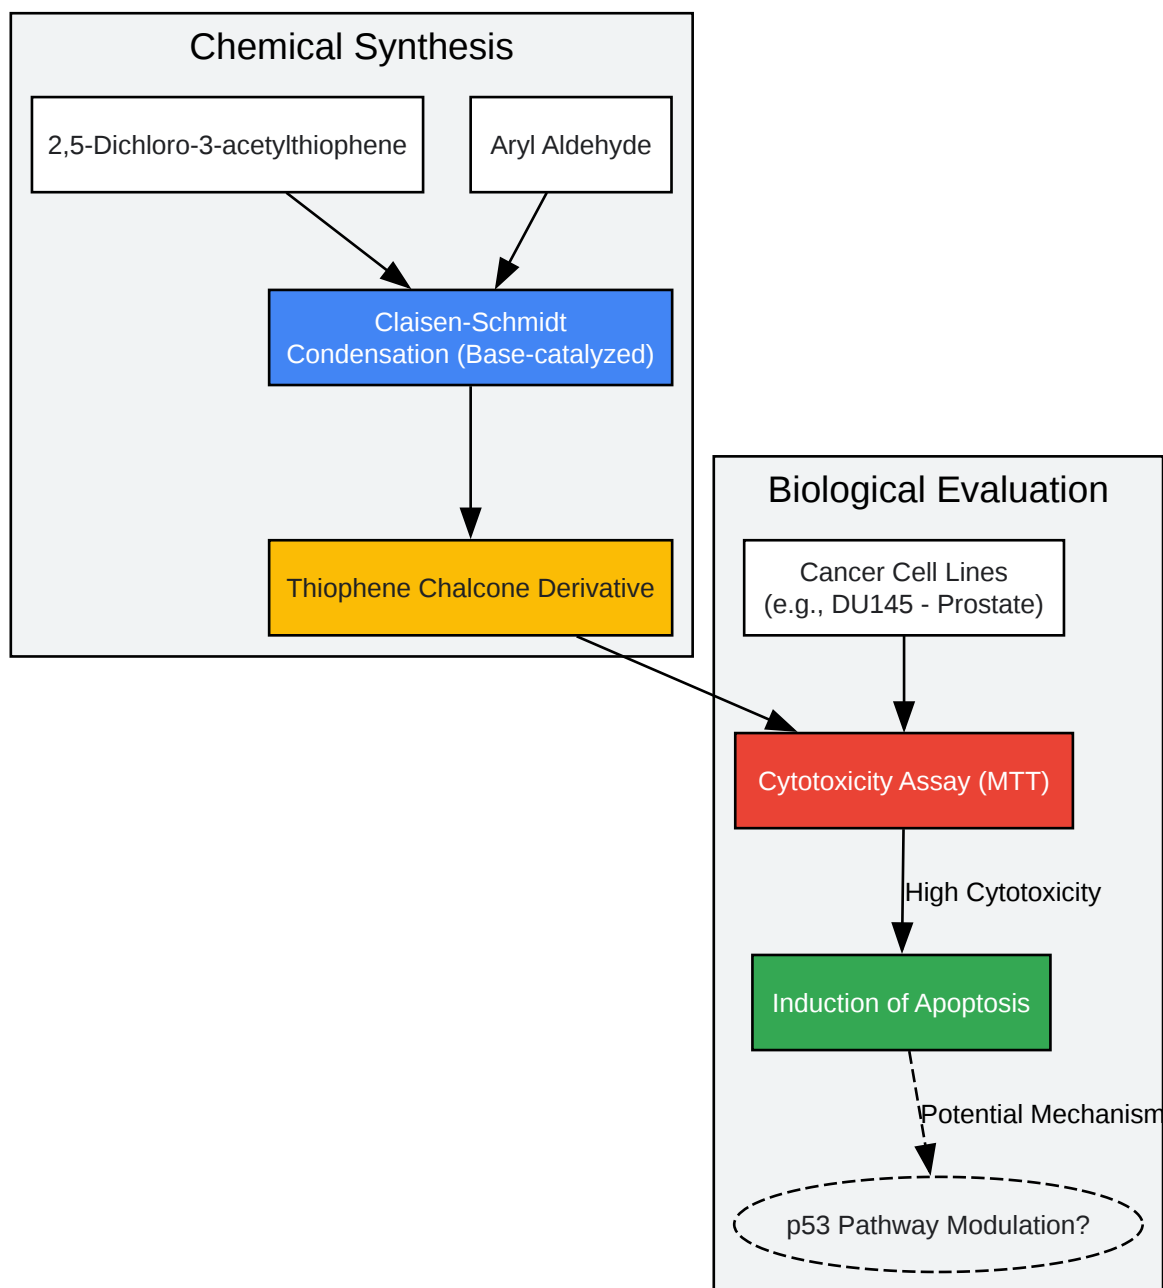 Chemical Synthesis
2,5-Dichloro-3-acetylthiophene
Aryl Aldehyde
Claisen-Schmidt
Condensation (Base-catalyzed)
Thiophene Chalcone Derivative
Biological Evaluation
Cancer Cell Lines
(e.g., DU145 - Prostate)
Cytotoxicity Assay (MTT)
High Cytotoxicity
Induction of Apoptosis
Potential Mechanism
p53 Pathway Modulation?